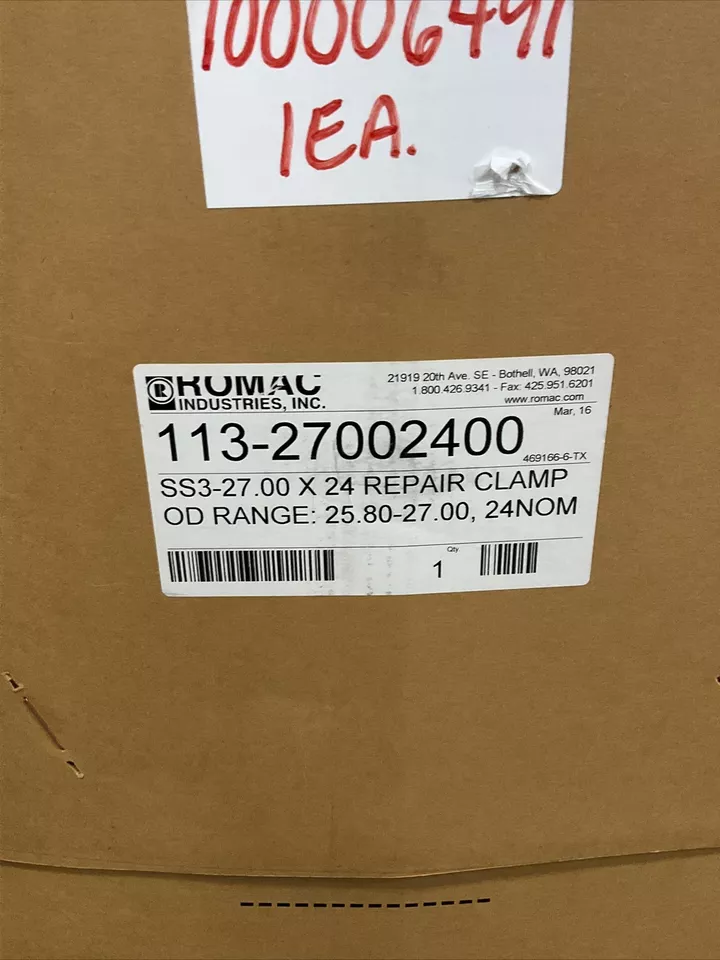 100006491
1EA.
ROMAC
INDUSTRIES, INC.
21919 20th Ave. SE - Bothell, WA, 98021
1.800.426.9341 - Fax: 425.951.6201
www.romac.com
Mar, 16
113-27002400
469166-6-TX
SS3-27.00 X 24 REPAIR CLAMP
OD RANGE: 25.80-27.00, 24NOM
Qty
1